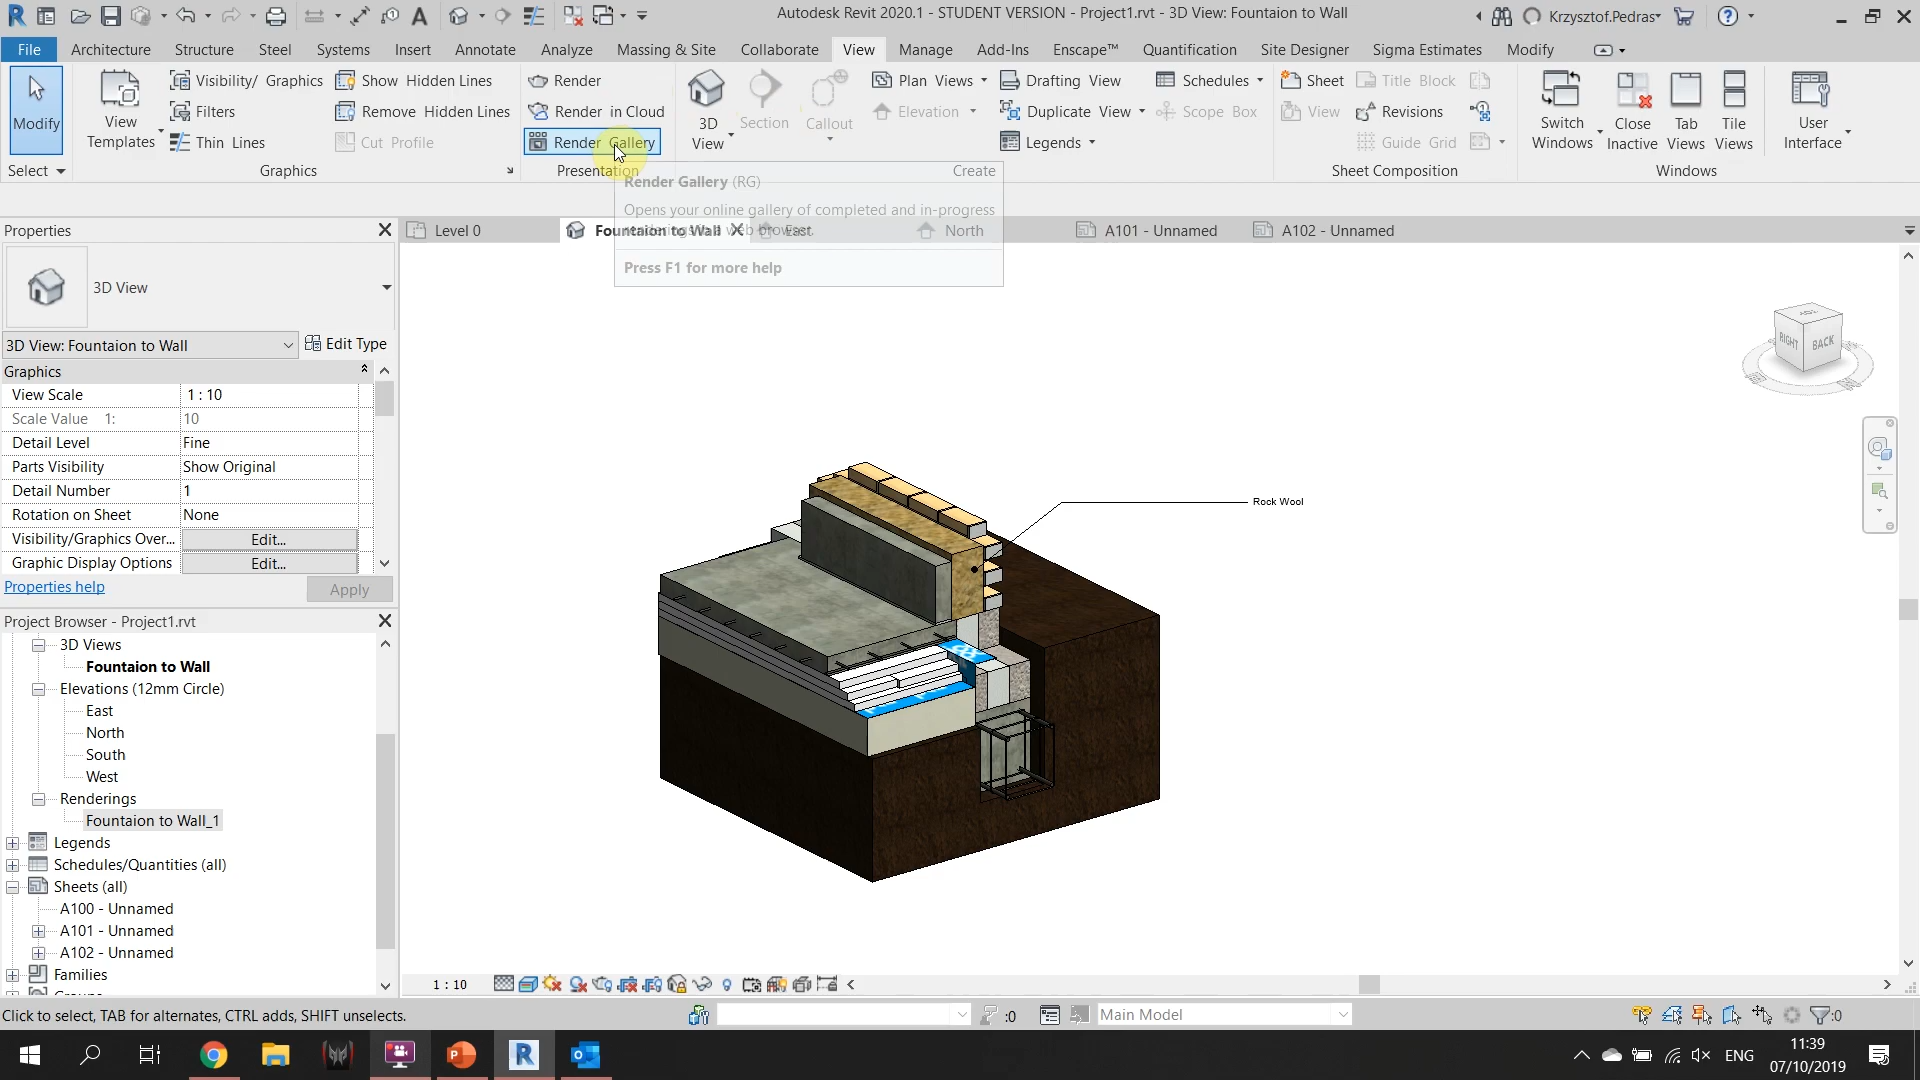 Autodesk Revit 2020.1 - STUDENT VERSION - Project1.rvt - 3D View: Fountaion to Wall
Krzysztof.Pedras
File Architecture Structure Steel Systems Insert Annotate Analyze Massing & Site Collaborate View Manage Add-Ins Enscape™ Quantification Site Designer Sigma Estimates Modify
Modify
View Templates
Visibility/ Graphics
Filters
Thin Lines
Show Hidden Lines
Remove Hidden Lines
Cut Profile
Render
Render in Cloud
Render Gallery
3D View
Section
Callout
Plan Views
Elevation
Drafting View
Duplicate View
Legends
Schedules
Scope Box
Sheet
View
Title Block
Revisions
Guide Grid
Switch Windows
Close Inactive
Tab Views
Tile Views
User Interface
Select
Graphics
Presentation
Create
Sheet Composition
Windows
Render Gallery (RG)
Opens your online gallery of completed and in-progress
renderings in a web browser.
Press F1 for more help
Level 0
Fountaion to Wall
East
North
A101 - Unnamed
A102 - Unnamed
Properties
3D View
3D View: Fountaion to Wall
Edit Type
Graphics
View Scale 1 : 10
Scale Value 1: 10
Detail Level Fine
Parts Visibility Show Original
Detail Number 1
Rotation on Sheet None
Visibility/Graphics Over... Edit...
Graphic Display Options Edit...
Properties help
Apply
Project Browser - Project1.rvt
3D Views
Fountaion to Wall
Elevations (12mm Circle)
East
North
South
West
Renderings
Fountaion to Wall_1
Legends
Schedules/Quantities (all)
Sheets (all)
A100 - Unnamed
A101 - Unnamed
A102 - Unnamed
Families
TOP
RIGHT
BACK
Rock Wool
1 : 10
Click to select, TAB for alternates, CTRL adds, SHIFT unselects.
:0
Main Model
:0
ENG
11:39
07/10/2019